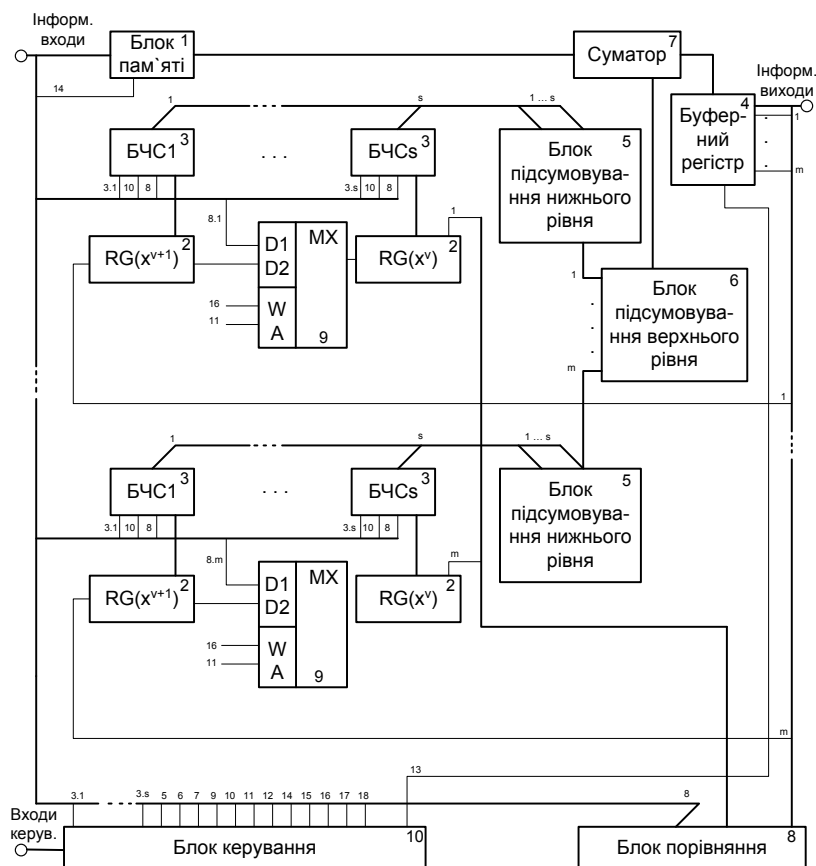 Інформ.
входи
Блок 1
пам`яті
Суматор 7
Інформ.
виходи
14
Буфер- 4
ний
регістр
1
.
.
.
m
1
s
1 ... s
БЧС1 3
. . .
БЧСs 3
Блок 5
підсумовува-
ння нижнього
рівня
3.1 10 8
3.s 10 8
8.1
1
RG(xᵛ⁺¹) 2
D1 MX
D2
RG(xᵛ) 2
16 W
11 A
9
1
.
.
.
m
Блок 6
підсумовува-
ння верхнього
рівня
1
1
s
1 ... s
БЧС1 3
. . .
БЧСs 3
Блок 5
підсумовува-
ння нижнього
рівня
3.1 10 8
3.s 10 8
8.m
m
RG(xᵛ⁺¹) 2
D1 MX
D2
RG(xᵛ) 2
16 W
11 A
9
m
13
3.1 3.s 5 6 7 9 10 11 12 14 15 16 17 18
8
Входи
керув.
Блок керування 10
Блок порівняння 8